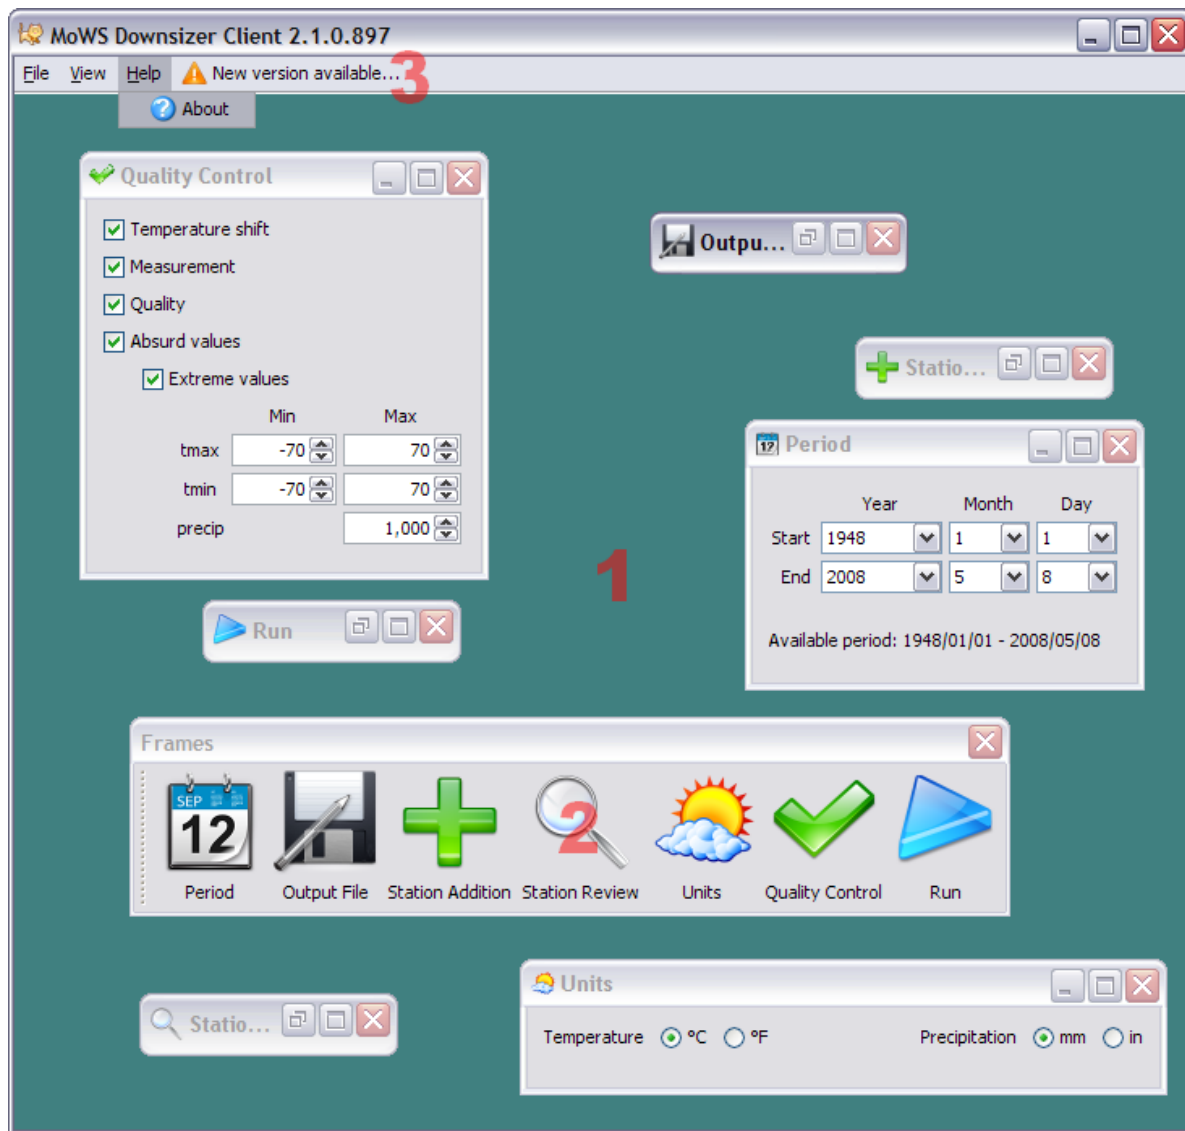 MoWS Downsizer Client 2.1.0.897
File View Help New version available...
3
About
Quality Control
Temperature shift
Measurement
Quality
Absurd values
Extreme values
Min Max
tmax -70 70
tmin -70 70
precip 1,000
Outpu...
Statio...
Period
Year Month Day
Start 1948 1 1
End 2008 5 8
Available period: 1948/01/01 - 2008/05/08
1
Run
Frames
SEP
12
2
Period Output File Station Addition Station Review Units Quality Control Run
Statio...
Units
Temperature °C °F Precipitation mm in